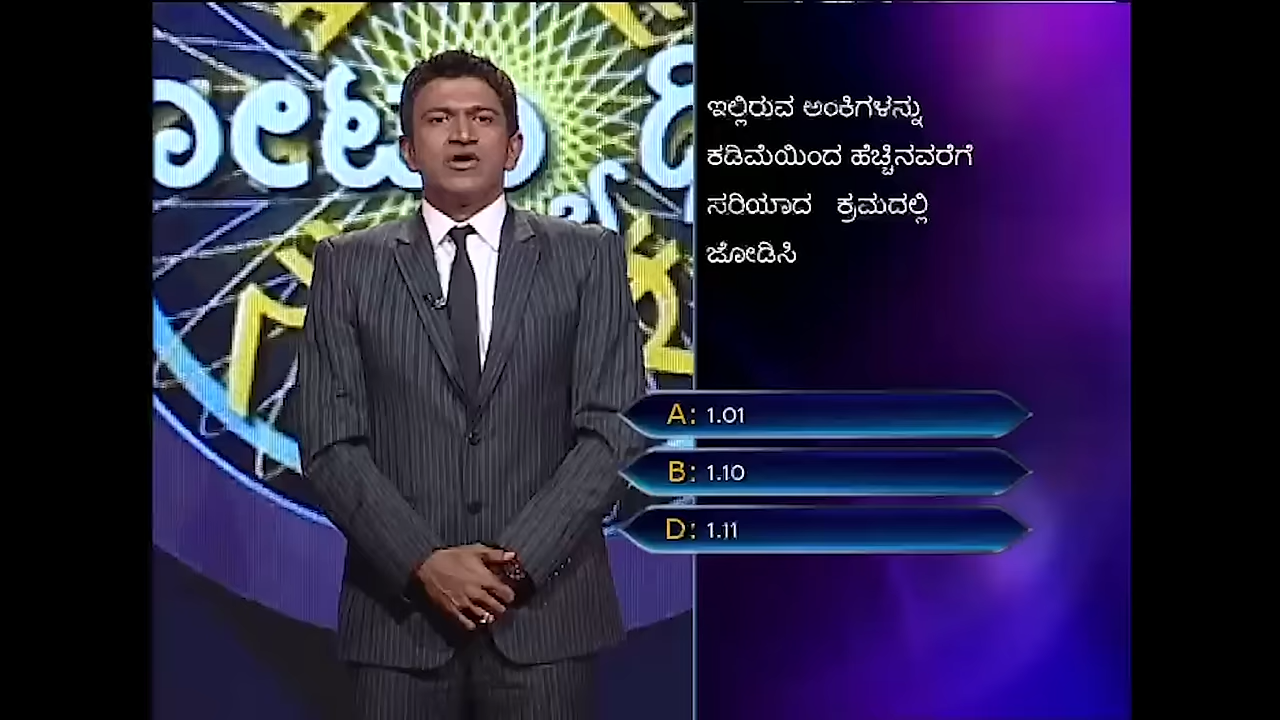 ಇಲ್ಲಿರುವ ಅಂಕಿಗಳನ್ನು
ಕಡಿಮೆಯಿಂದ ಹೆಚ್ಚಿನವರೆಗೆ
ಸರಿಯಾದ ಕ್ರಮದಲ್ಲಿ
ಜೋಡಿಸಿ
A: 1.01
B: 1.10
D: 1.11